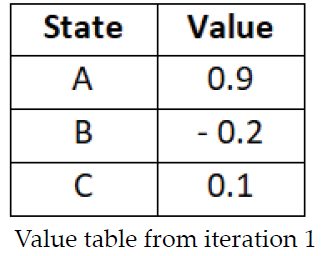 State Value
A 0.9
B - 0.2
C 0.1
Value table from iteration 1